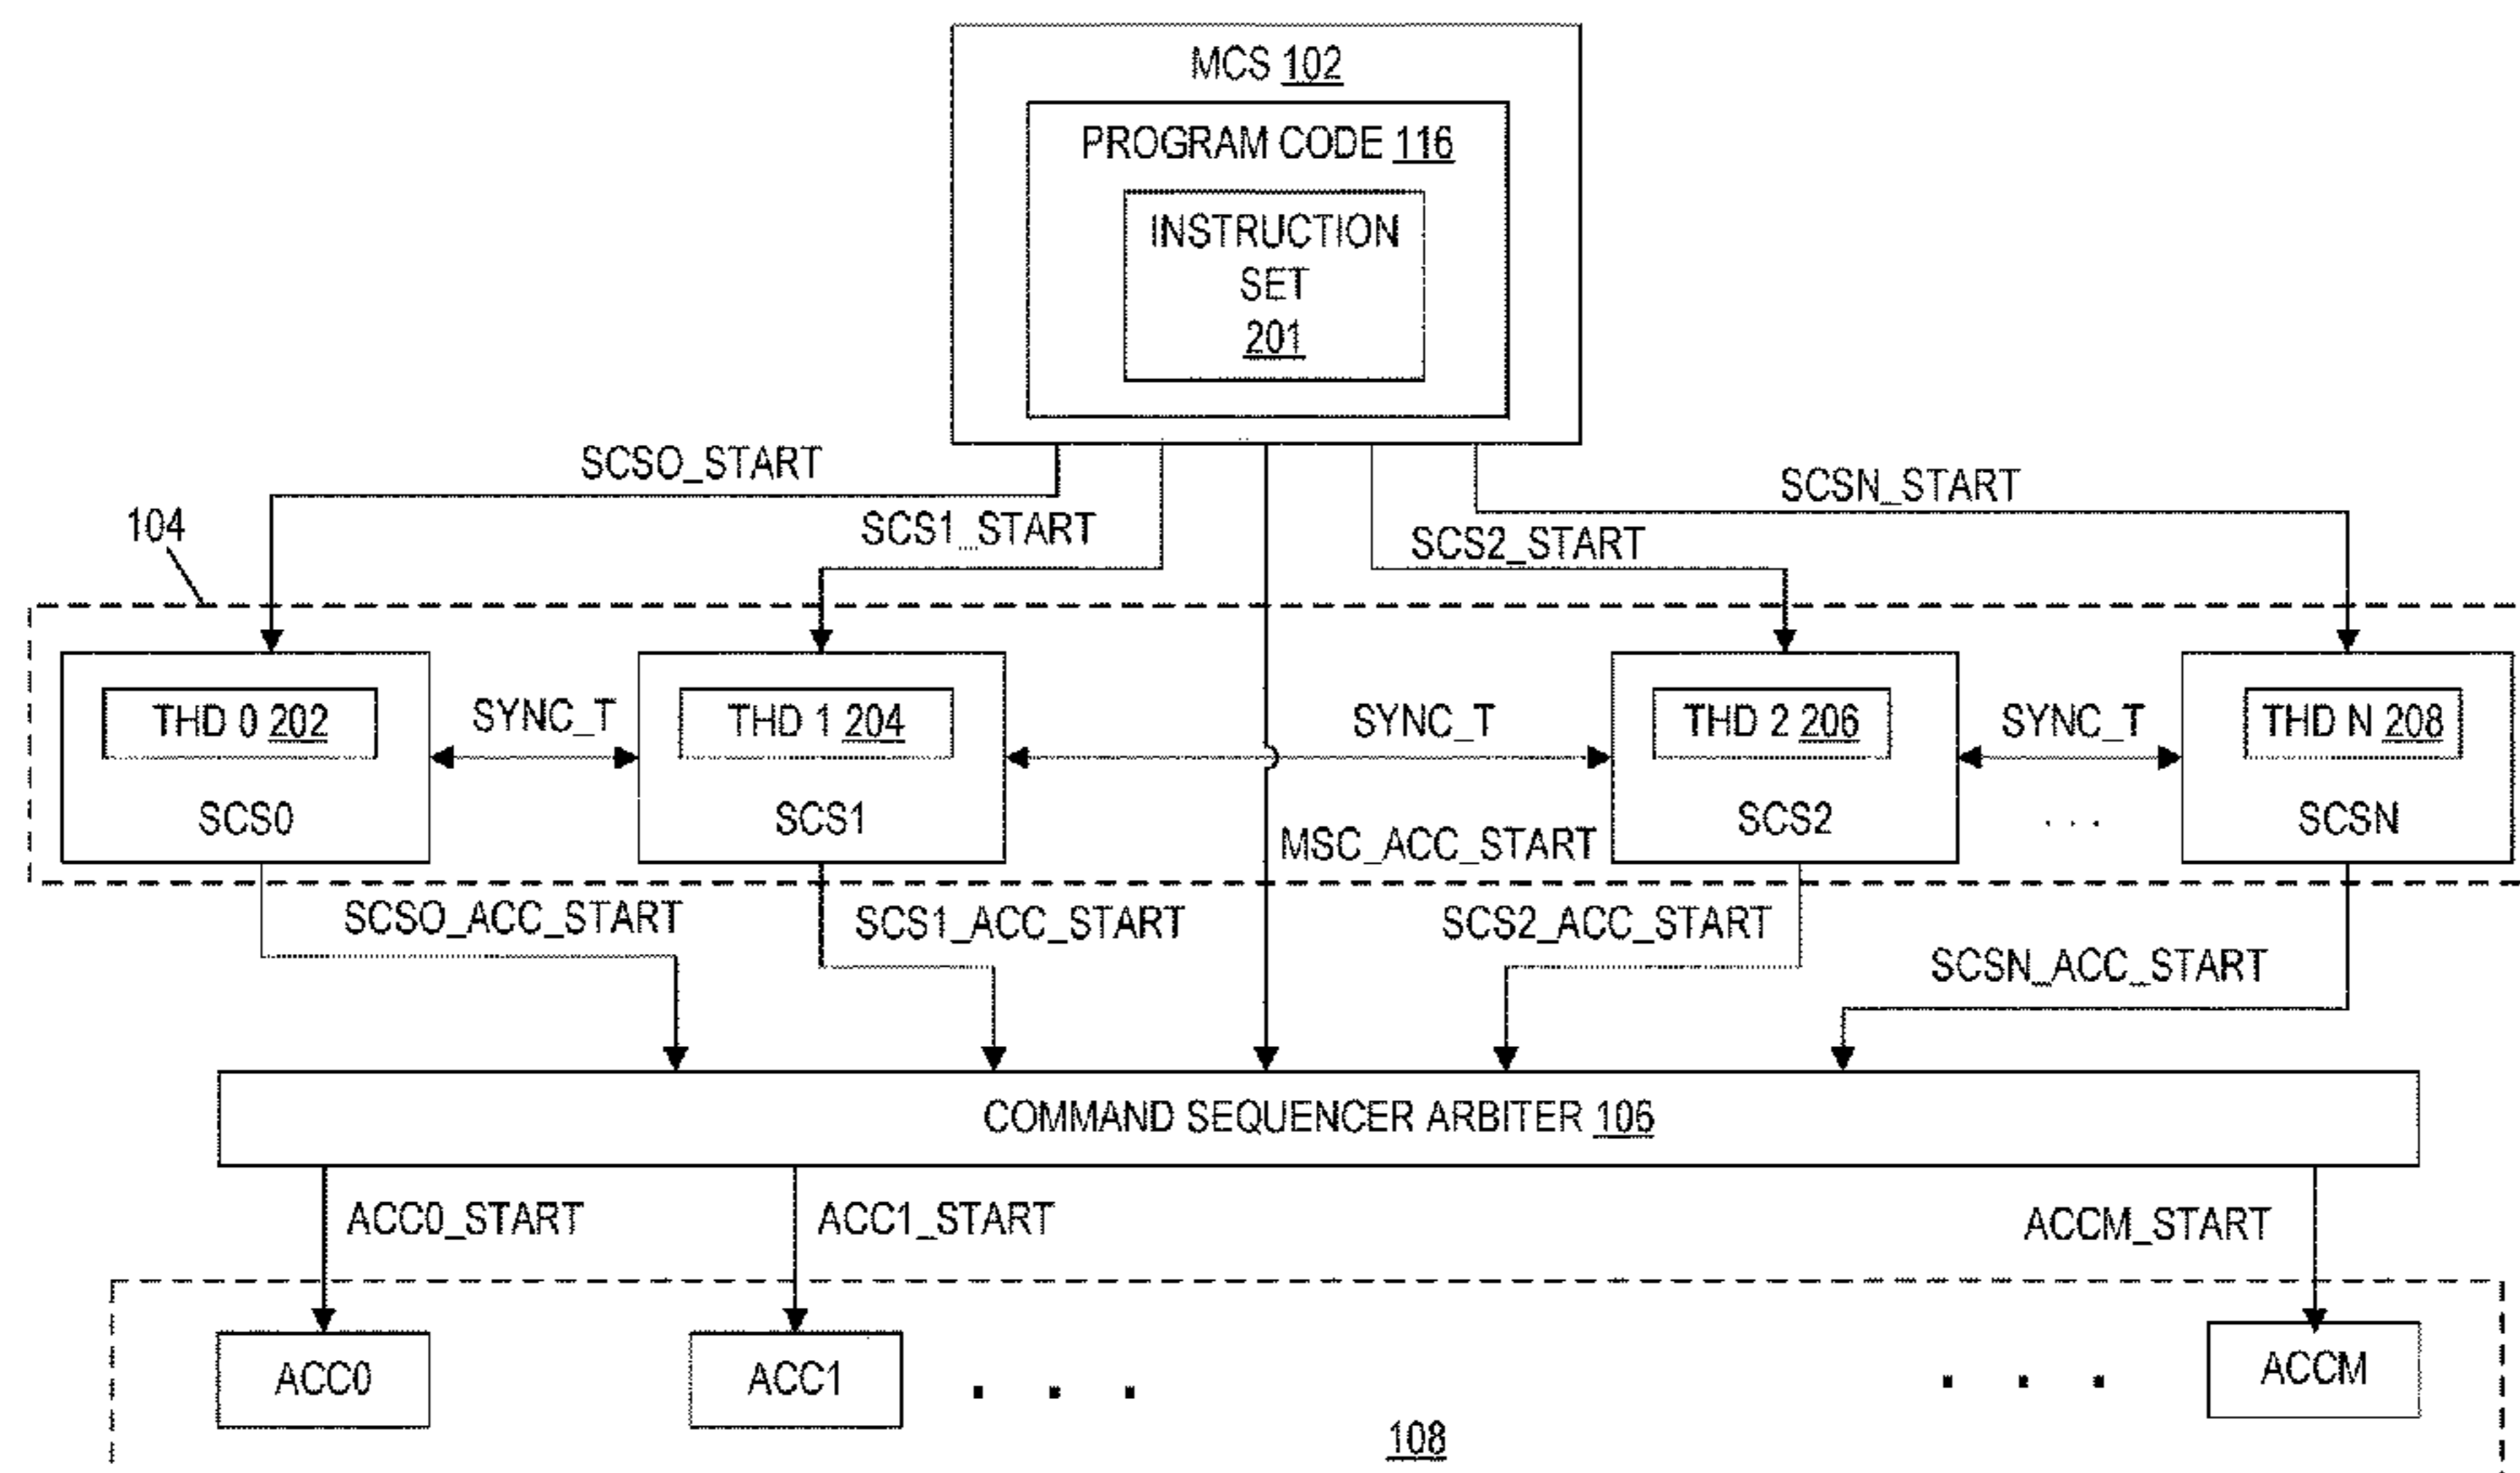 MCS 102
PROGRAM CODE 116
INSTRUCTION
SET
201
SCSO_START
SCSN_START
104
SCS1_START
SCS2_START
THD 0 202
SYNC_T
THD 1 204
SYNC_T
THD 2 206
SYNC_T
THD N 208
SCS0
SCS1
MSC_ACC_START
SCS2
. . .
SCSN
SCSO_ACC_START
SCS1_ACC_START
SCS2_ACC_START
SCSN_ACC_START
COMMAND SEQUENCER ARBITER 106
ACC0_START
ACC1_START
ACCM_START
ACC0
ACC1
. . .
. . .
ACCM
108